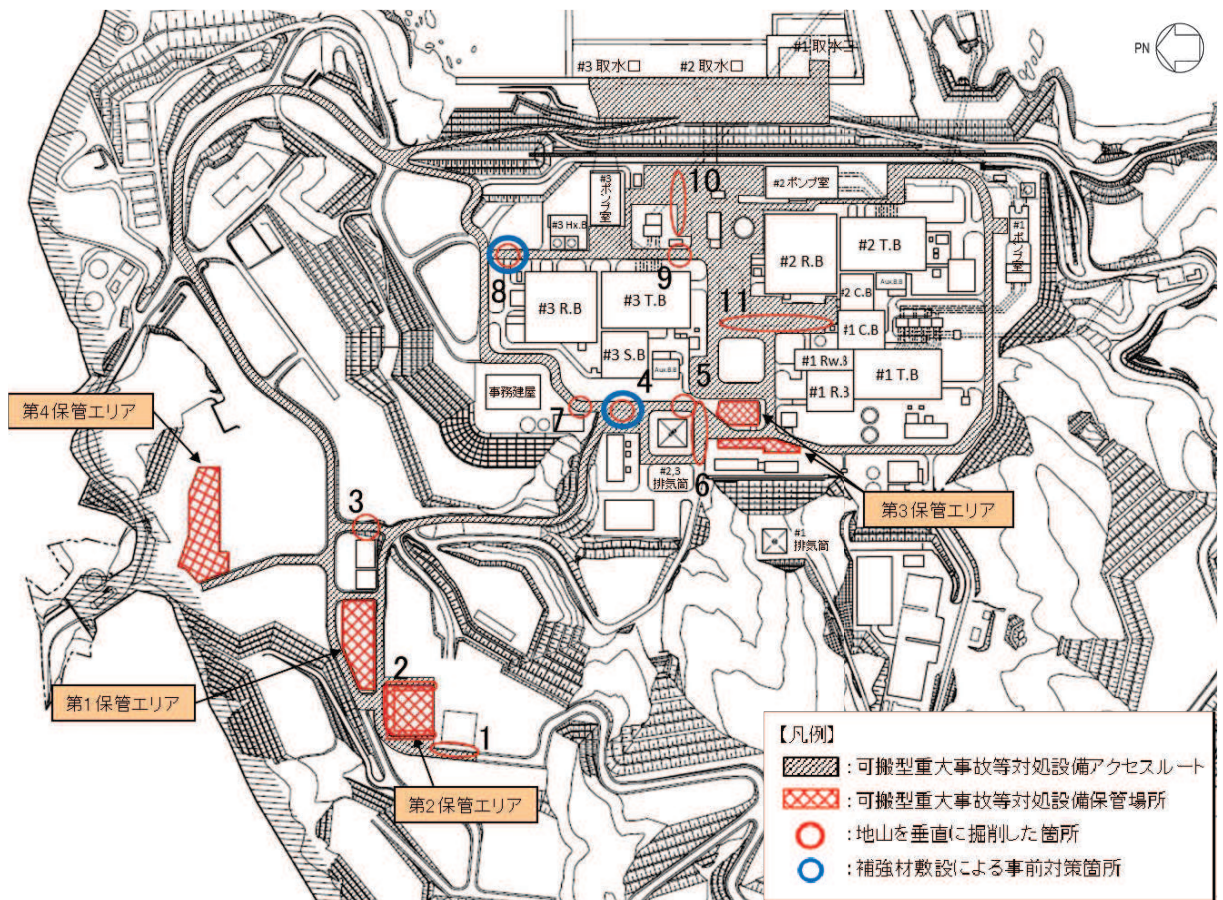 #1取水口
#3取水口
#2取水口
PN
10
#3
ポンプ
室
#2ポンプ室
#3 Hx.B
#1
ポンプ
室
#2 R.B
#2 T.B
8
9
#3 R.B
#3 T.B
#2 C.B
Aux.B.B
11
#1 C.B
#3 S.B
Aux.B.B
#1 Rw.B
#1 T.B
#1 R.B
事務建屋
4
5
7
第4保管エリア
#2,3
排気筒
6
第3保管エリア
3
#1
排気筒
2
第1保管エリア
1
第2保管エリア
【凡例】
:可搬型重大事故等対処設備アクセスルート
:可搬型重大事故等対処設備保管場所
:地山を垂直に掘削した箇所
:補強材敷設による事前対策箇所